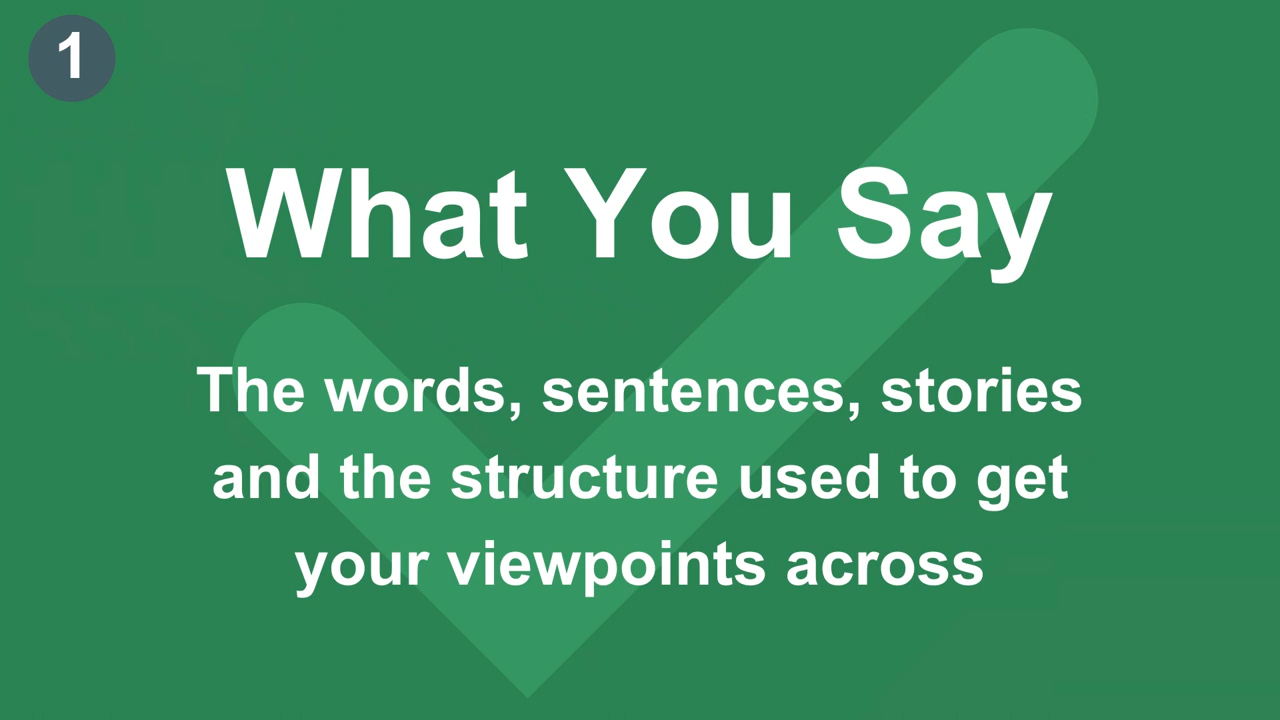 1
What You Say
The words, sentences, stories
and the structure used to get
your viewpoints across